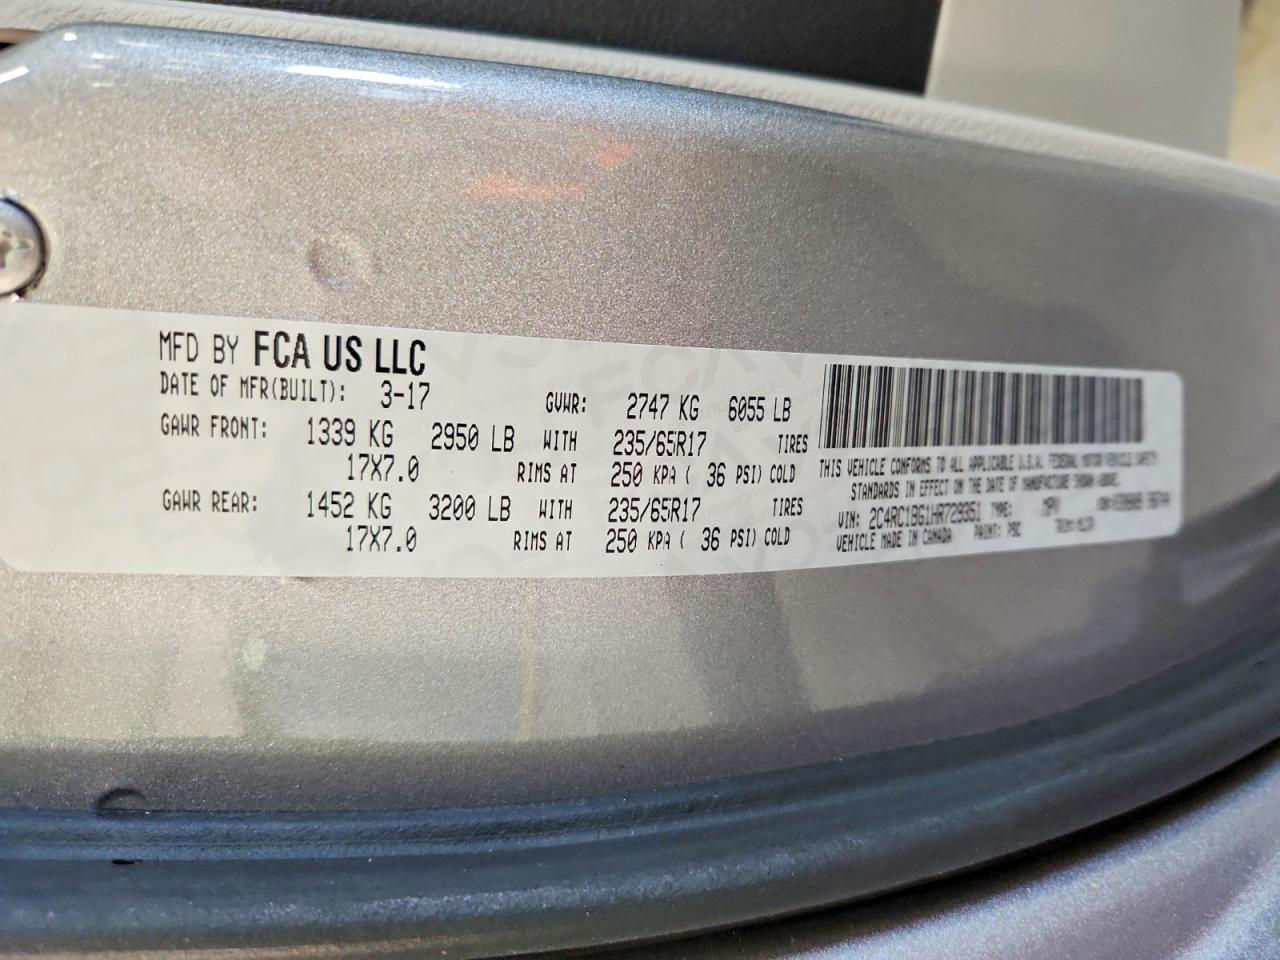 MFD BY FCA US LLC
DATE OF MFR(BUILT): 3-17 GVWR: 2747 KG 6055 LB
GAWR FRONT: 1339 KG 2950 LB WITH 235/65R17 TIRES
17X7.0 RIMS AT 250 KPA ( 36 PSI) COLD
GAWR REAR: 1452 KG 3200 LB WITH 235/65R17 TIRES
17X7.0 RIMS AT 250 KPA ( 36 PSI) COLD
THIS VEHICLE CONFORMS TO ALL APPLICABLE U.S.A. FEDERAL MOTOR VEHICLE SAFETY
STANDARDS IN EFFECT ON THE DATE OF MANUFACTURE SHOWN ABOVE.
VIN: 2C4RC1BG1HR729351 TYPE: MPV
VEHICLE MADE IN CANADA PAINT: PSC